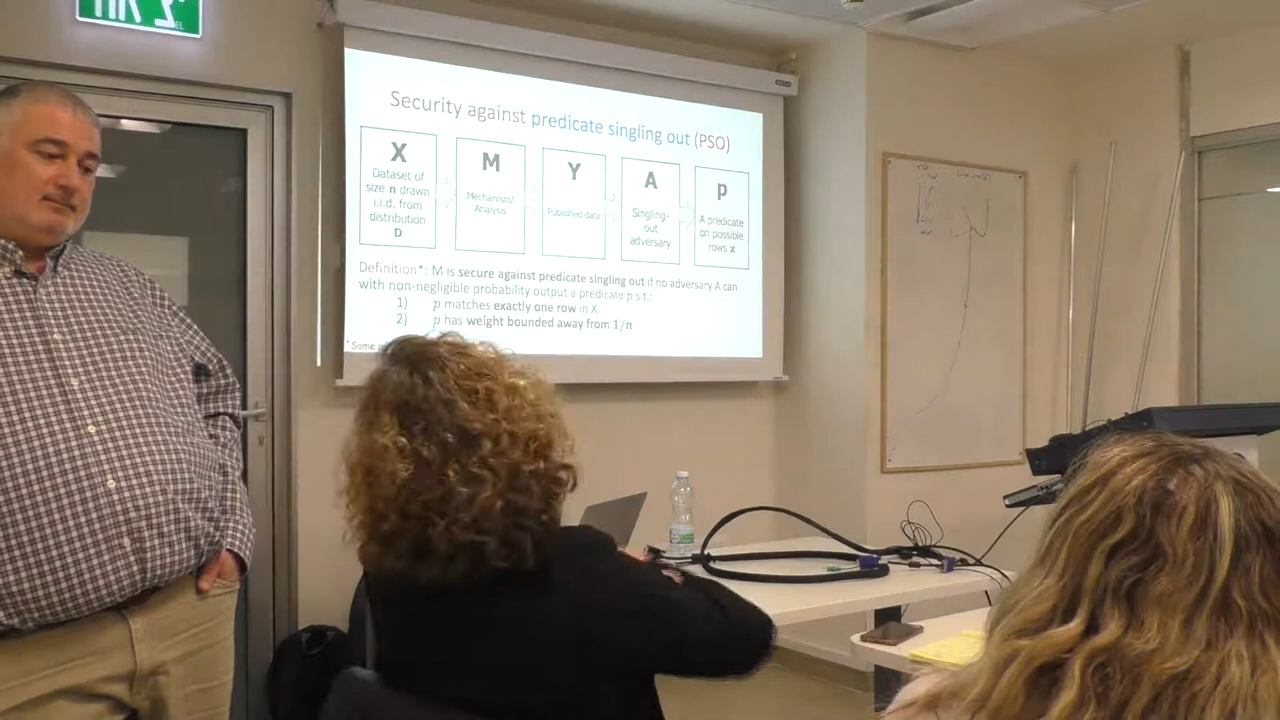 Security against predicate singling out (PSO)
X
Dataset of
size n drawn
i.i.d. from
distribution
D
M
Mechanism/
Analysis
Y
Published data
A
Singling-
out
adversary
p
A predicate
on possible
rows x
Definition*: M is secure against predicate singling out if no adversary A can
with non-negligible probability output a predicate p s.t.:
1) p matches exactly one row in X
2) p has weight bounded away from 1/n
* Some